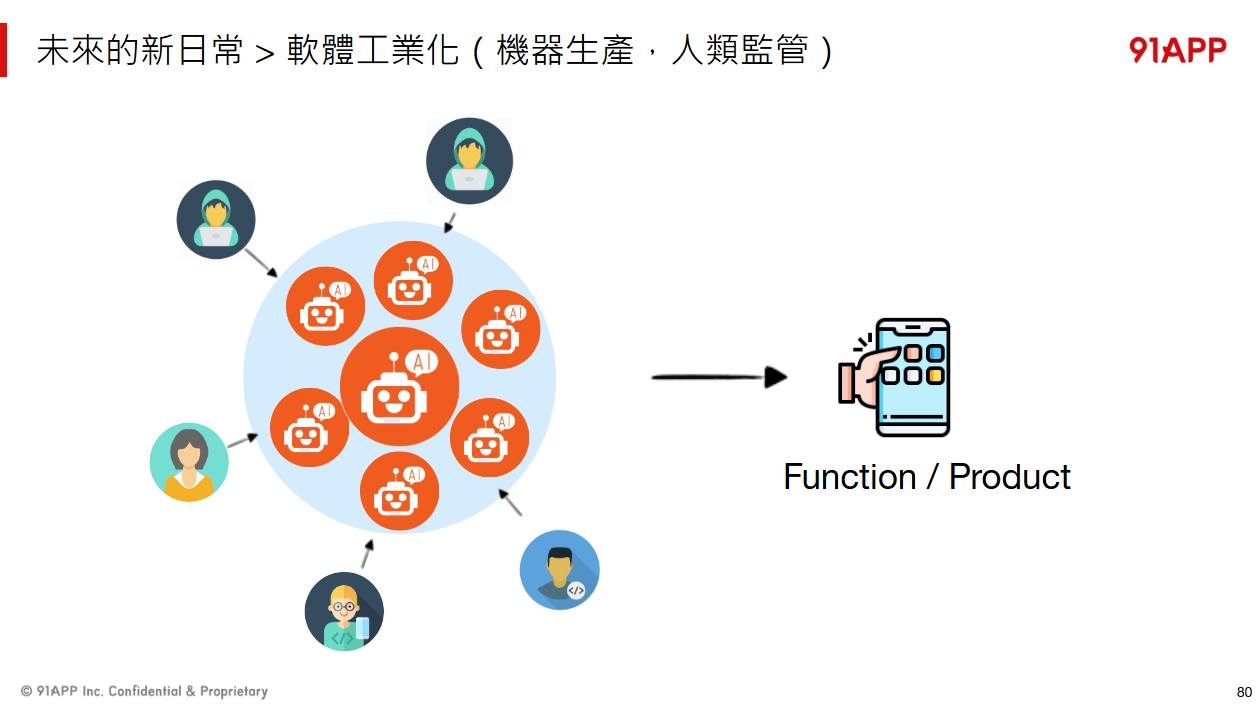 未來的新日常 > 軟體工業化 ( 機器生產，人類監管 )
91APP
AI
AI
AI
AI
AI
AI
AI
</>
</>
Function / Product
© 91APP Inc. Confidential & Proprietary
80